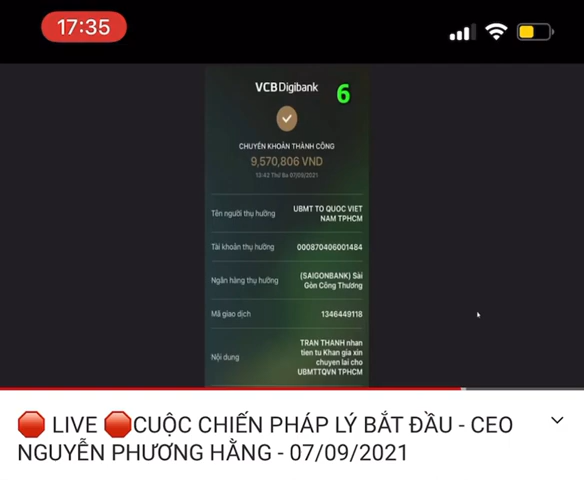 17:35
VCB Digibank
6
CHUYỂN KHOẢN THÀNH CÔNG
9,570,806 VND
13:42 Thứ Ba 07/09/2021
Tên người thụ hưởng
UBMT TO QUOC VIET
NAM TPHCM
Tài khoản thụ hưởng
000870406001484
Ngân hàng thụ hưởng
(SAIGONBANK) Sài
Gòn Công Thương
Mã giao dịch
1346449118
Nội dung
TRAN THANH nhan
tien tu Khan gia xin
chuyen lai cho
UBMTTQVN TPHCM
🛑 LIVE 🛑CUỘC CHIẾN PHÁP LÝ BẮT ĐẦU - CEO
NGUYỄN PHƯƠNG HẰNG - 07/09/2021